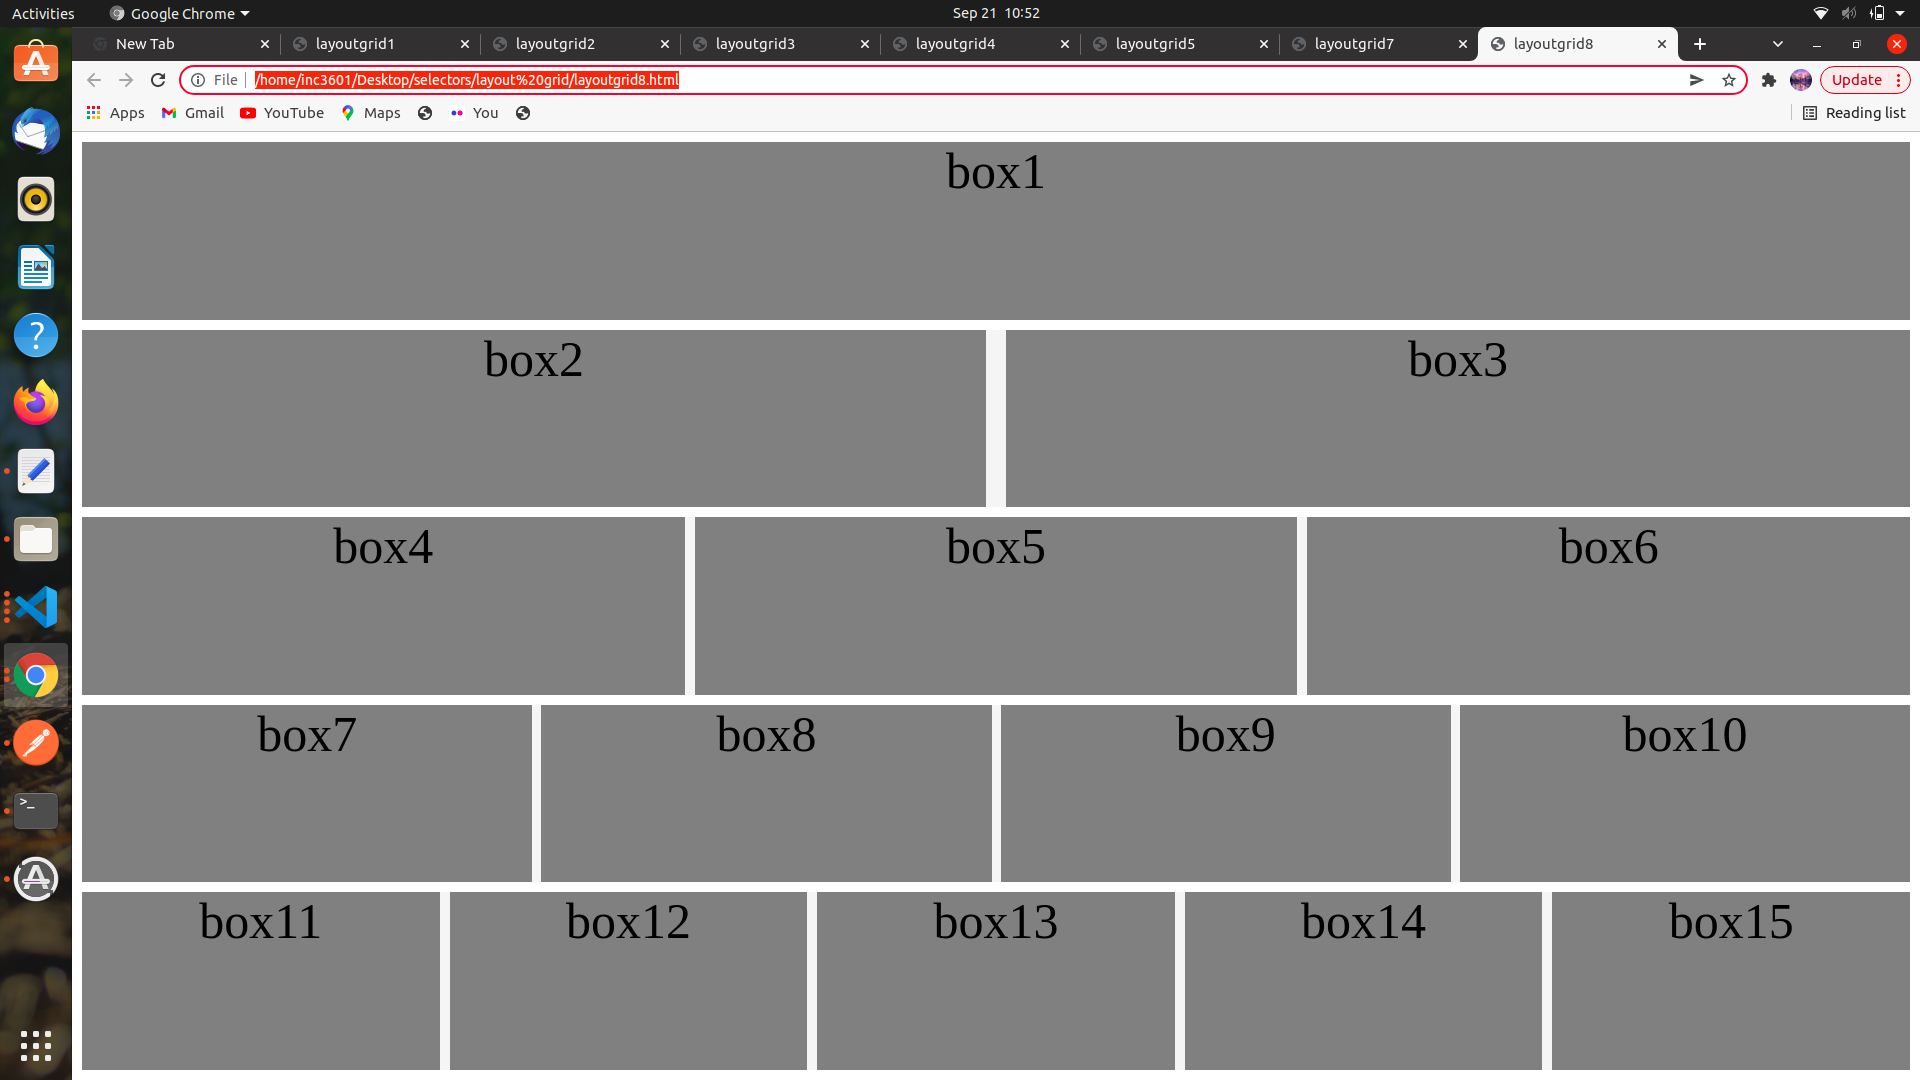 Activities Google Chrome Sep 21 10:52
New Tab layoutgrid1 layoutgrid2 layoutgrid3 layoutgrid4 layoutgrid5 layoutgrid7 layoutgrid8
File /home/inc3601/Desktop/selectors/layout%20grid/layoutgrid8.html Update
Apps Gmail YouTube Maps You Reading list
box1
box2 box3
box4 box5 box6
box7 box8 box9 box10
box11 box12 box13 box14 box15